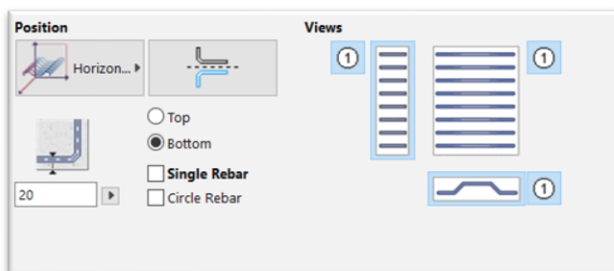 Position
Views
Horizon...
1
1
Top
Bottom
Single Rebar
20
Circle Rebar
1